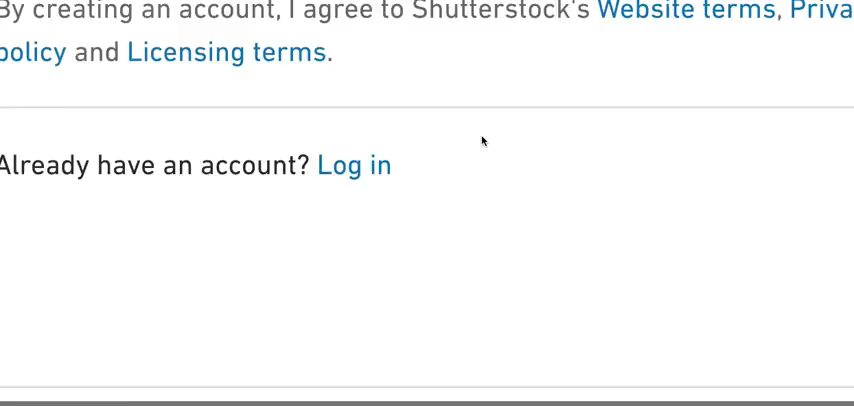 By creating an account, I agree to Shutterstock's Website terms, Priva
policy and Licensing terms.
Already have an account? Log in